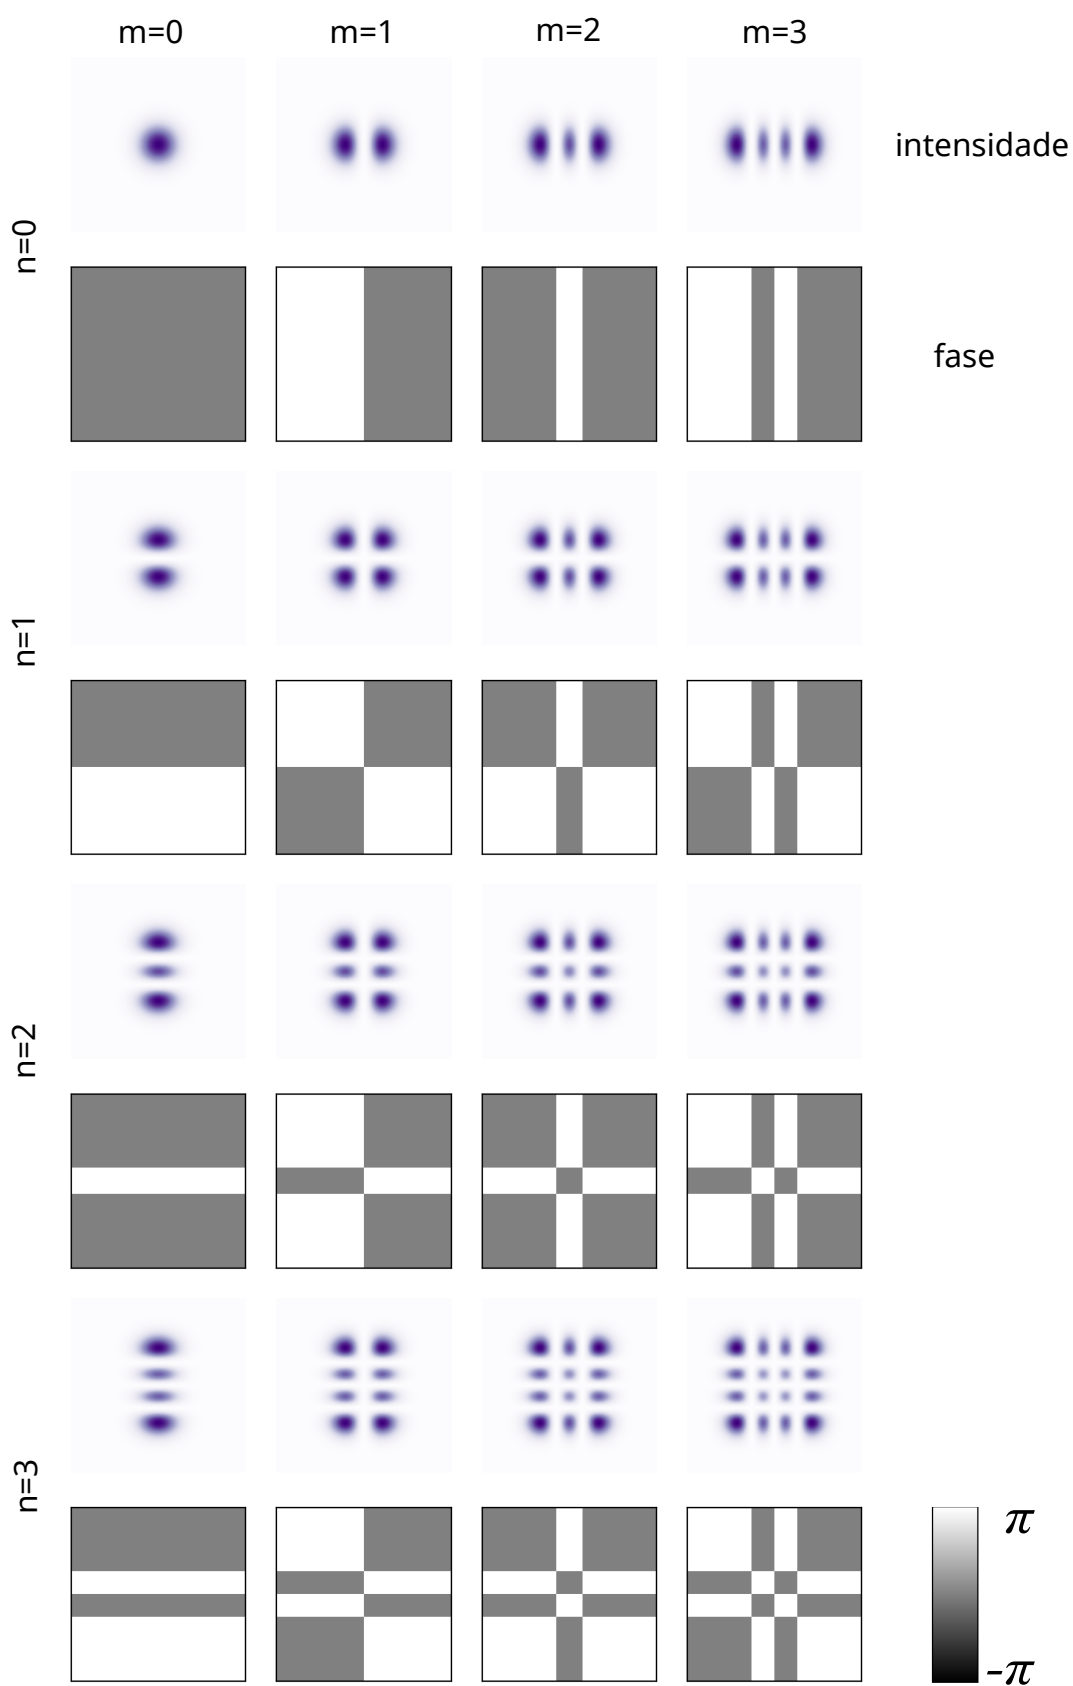 m=0 m=1 m=2 m=3
intensidade
n=0
fase
n=1
n=2
n=3
π
-π